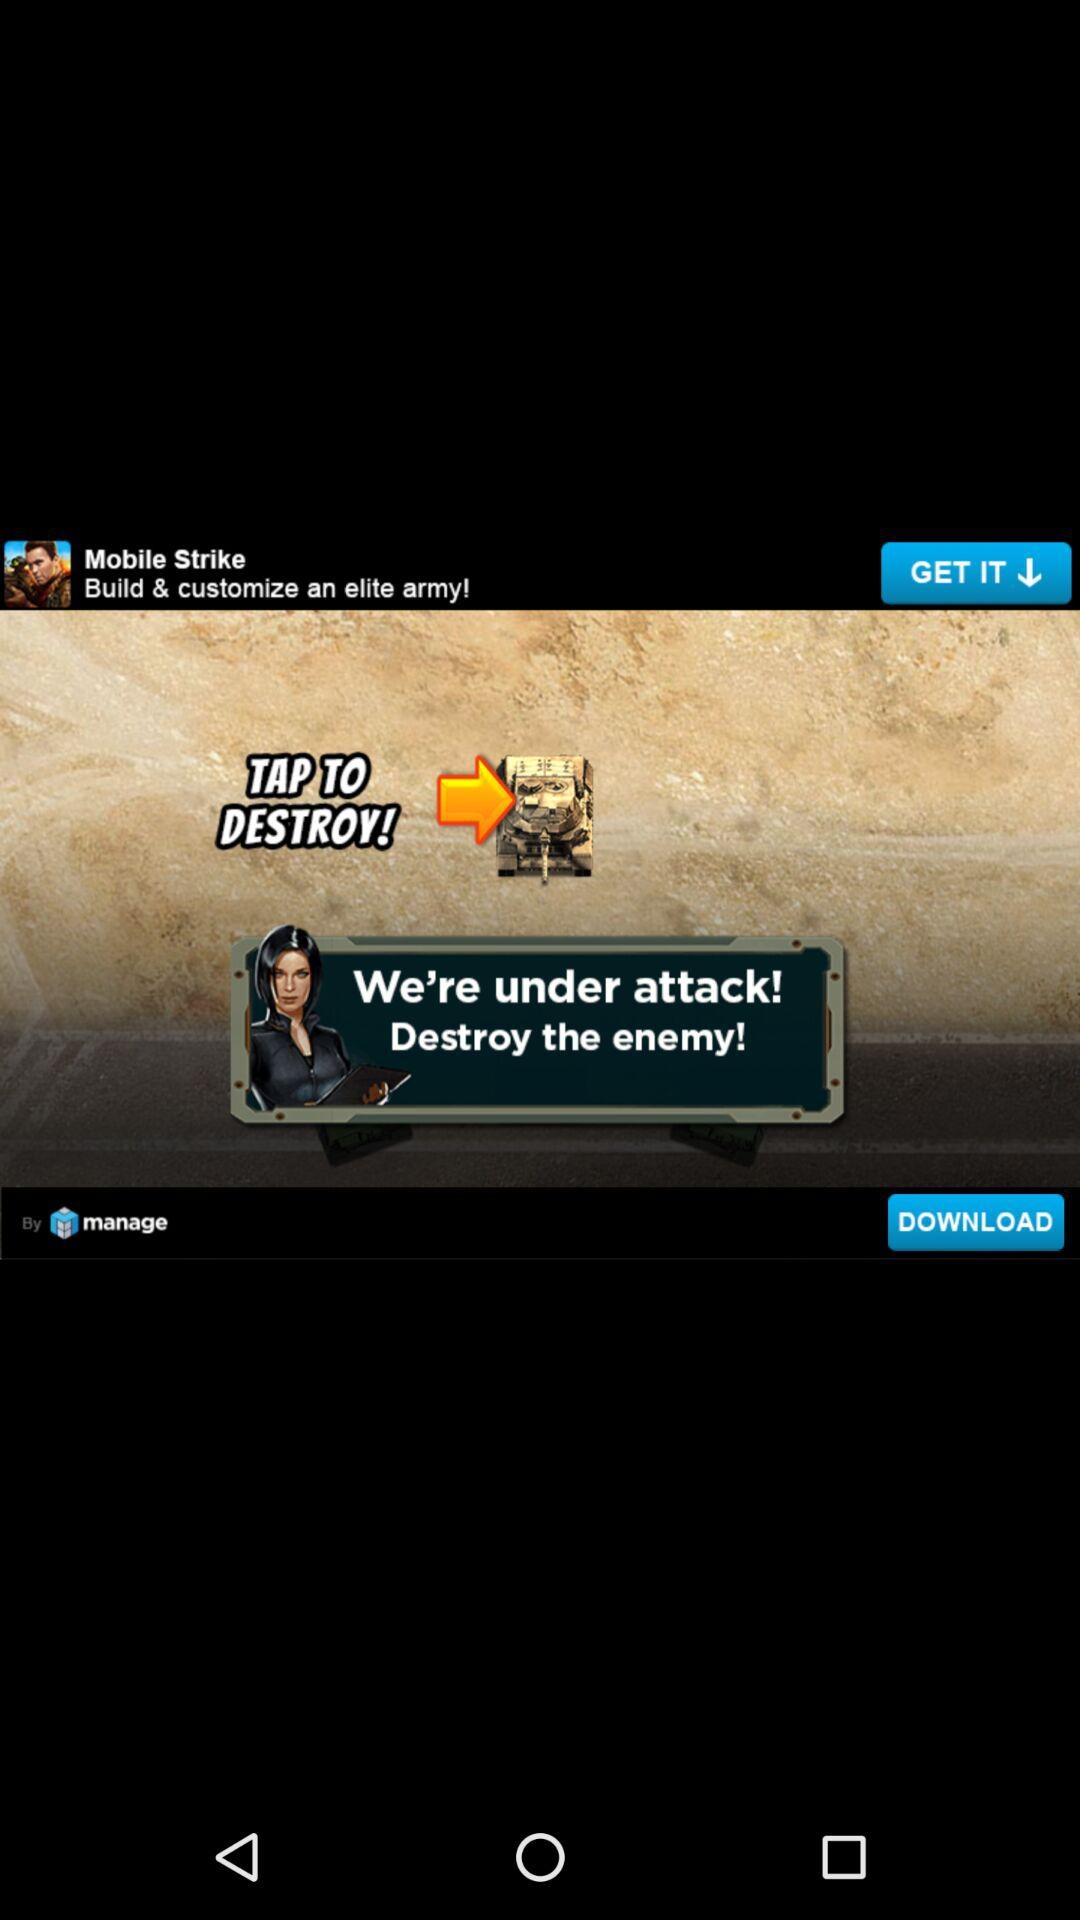 Mobile Strike
Build & customize an elite army!
GET IT
TAP TO
DESTROY!
We're under attack!
Destroy the enemy!
By manage
DOWNLOAD